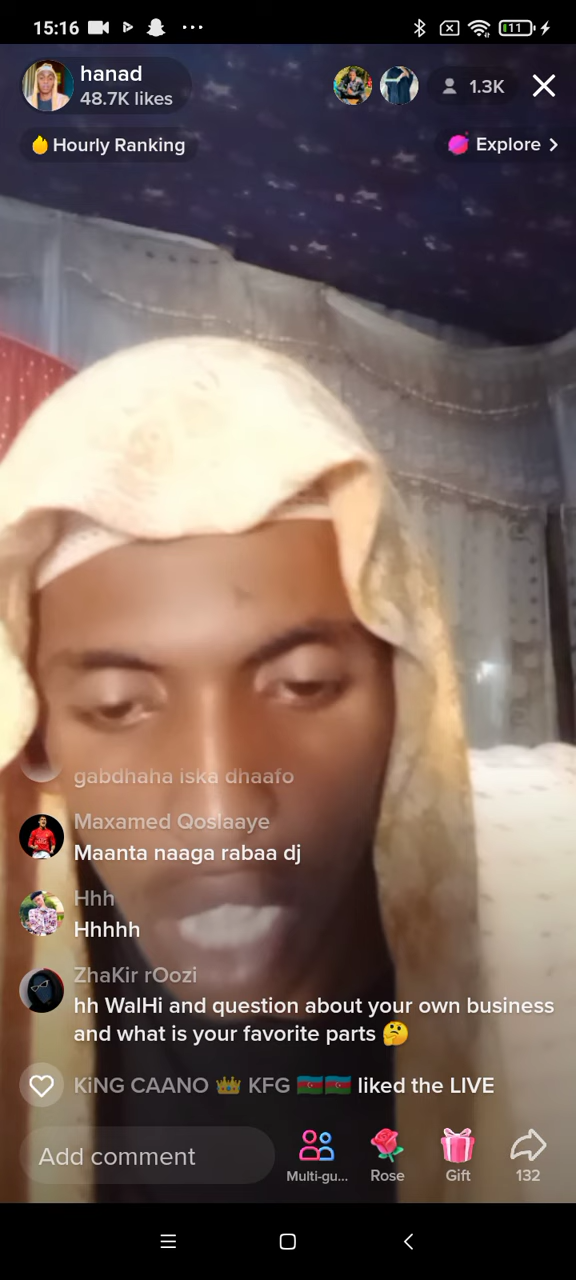 15:16
11
hanad
48.7K likes
1.3K
Hourly Ranking
Explore
gabdhaha iska dhaafo
Maxamed Qoslaaye
Maanta naaga rabaa dj
Hhh
Hhhhh
ZhaKir rOozi
hh WalHi and question about your own business
and what is your favorite parts 🤔
KiNG CAANO 👑 KFG 🇦🇿🇦🇿 liked the LIVE
Add comment
Multi-gu...
Rose
Gift
132